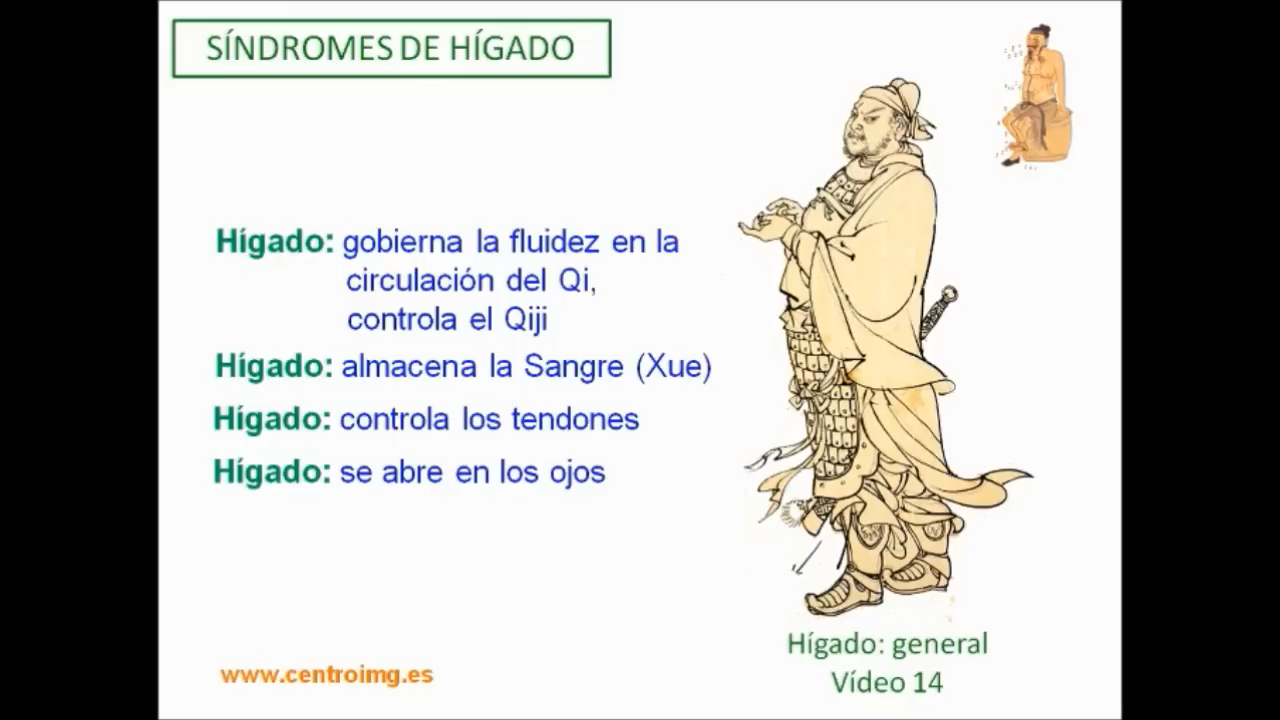 SÍNDROMES DE HÍGADO
Hígado: gobierna la fluidez en la
circulación del Qi,
controla el Qiji
Hígado: almacena la Sangre (Xue)
Hígado: controla los tendones
Hígado: se abre en los ojos
Hígado: general
Vídeo 14
www.centroimg.es